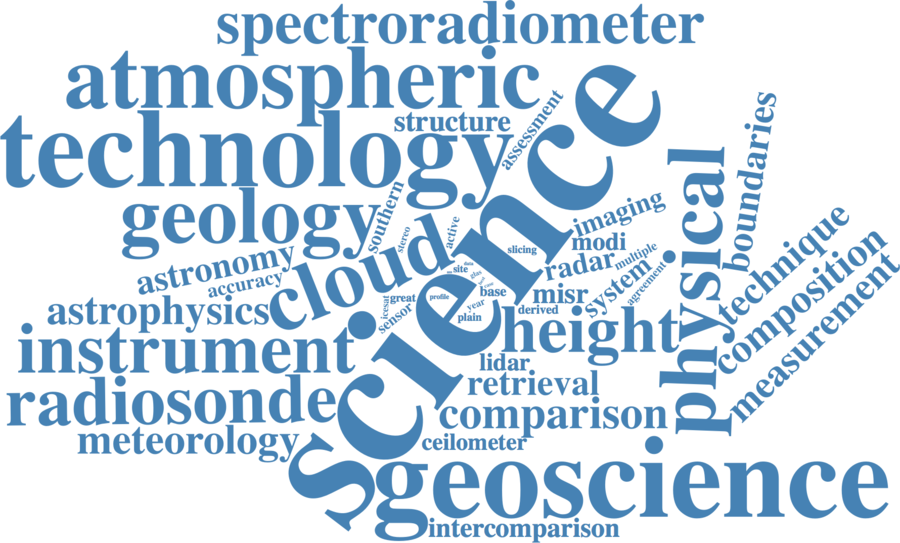 spectroradiometer
atmospheric
structure
assessment
technology
boundaries
geology
southern
stereo
active
science
imaging
cloud
slicing
modi
multiple
physical
astronomy
accuracy
site
data
glas
radar
system
agreement
technique
astrophysics
icesat
great
profile
base
misr
composition
sensor
year
plain
derived
height
measurement
instrument
lidar
retrieval
radiosonde
comparison
meteorology
ceilometer
geoscience
intercomparison